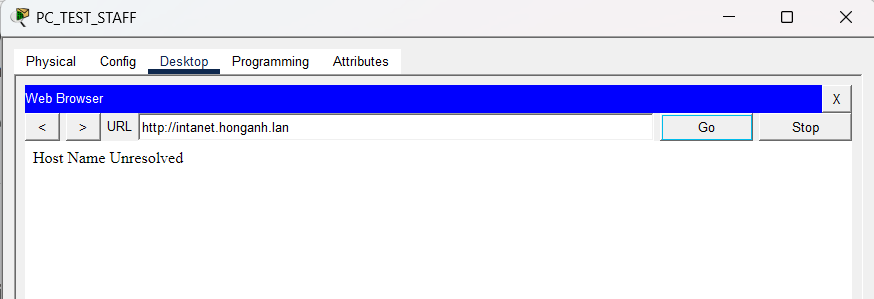 PC_TEST_STAFF
Physical Config Desktop Programming Attributes
Web Browser X
< > URL http://intanet.honganh.lan Go Stop
Host Name Unresolved